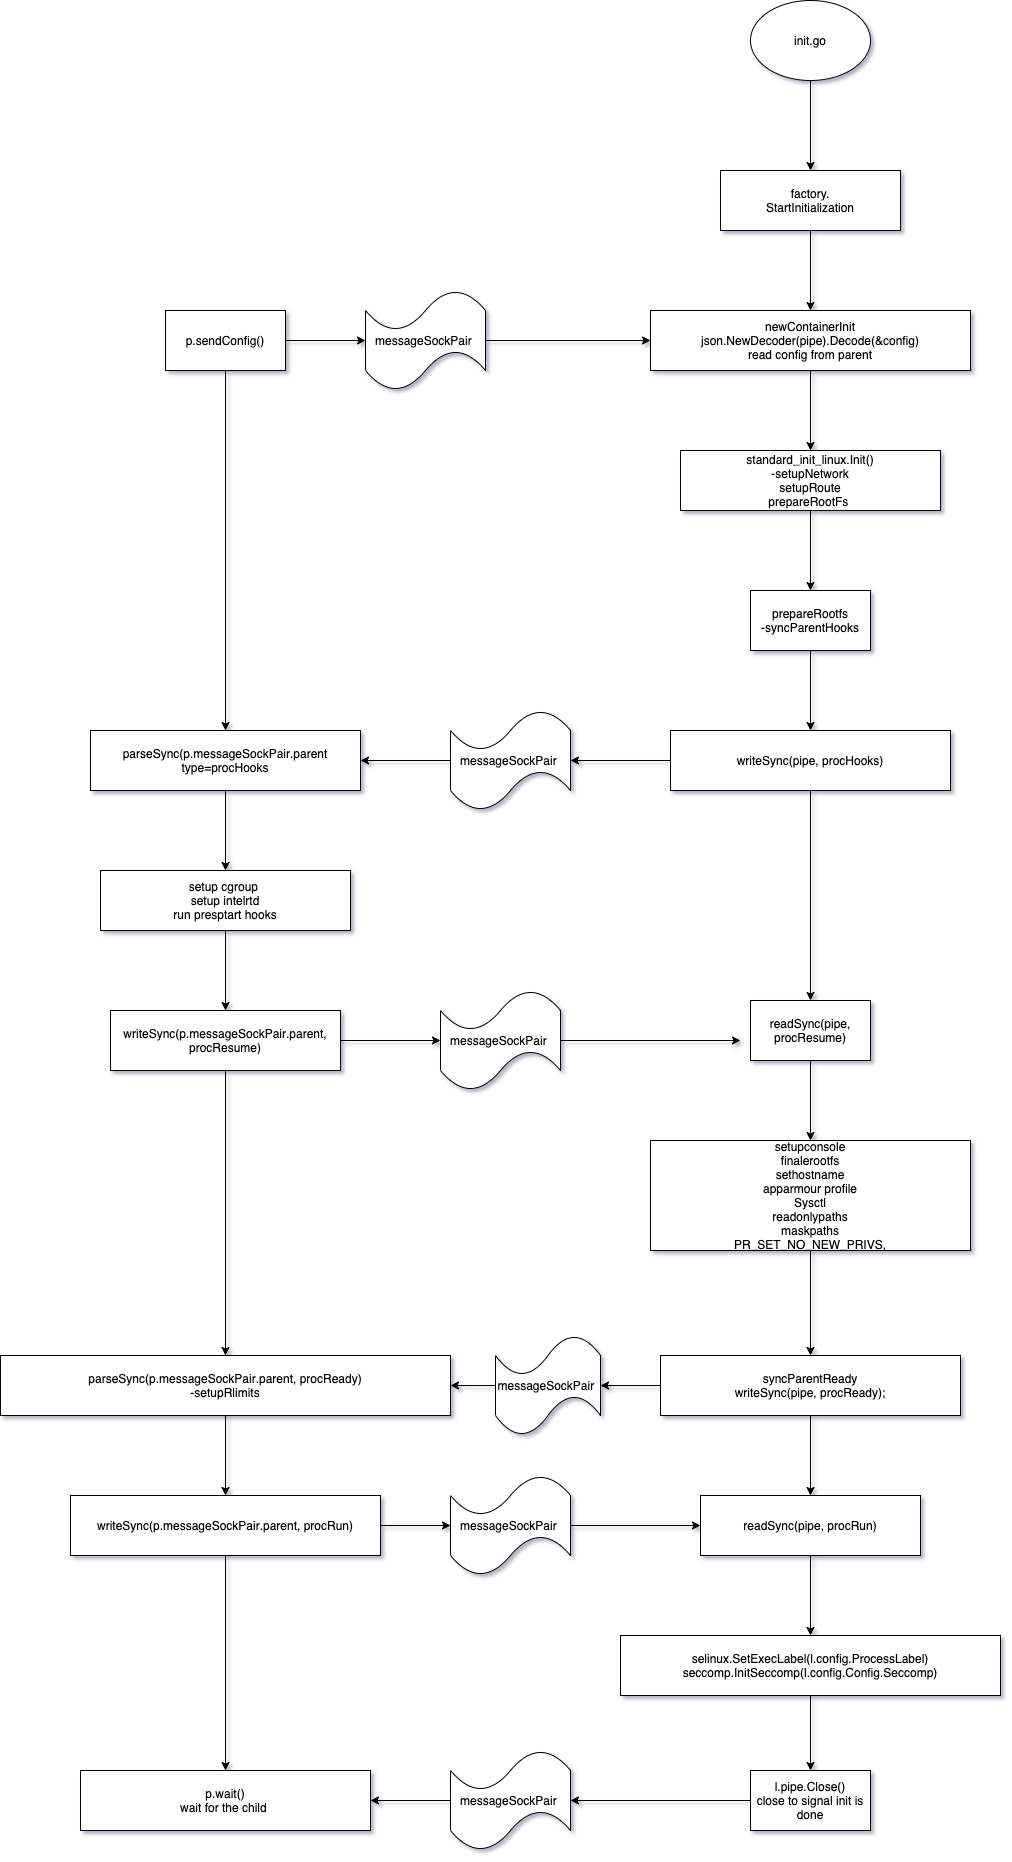 init.go
factory.
StartInitialization
p.sendConfig()
messageSockPair
newContainerInit
json.NewDecoder(pipe).Decode(&config)
read config from parent
standard_init_linux.Init()
-setupNetwork
setupRoute
prepareRootFs
prepareRootfs
-syncParentHooks
parseSync(p.messageSockPair.parent
type=procHooks
messageSockPair
writeSync(pipe, procHooks)
setup cgroup
setup intelrtd
run presptart hooks
writeSync(p.messageSockPair.parent,
procResume)
messageSockPair
readSync(pipe,
procResume)
setupconsole
finalerootfs
sethostname
apparmour profile
Sysctl
readonlypaths
maskpaths
PR_SET_NO_NEW_PRIVS,
parseSync(p.messageSockPair.parent, procReady)
-setupRlimits
messageSockPair
syncParentReady
writeSync(pipe, procReady);
writeSync(p.messageSockPair.parent, procRun)
messageSockPair
readSync(pipe, procRun)
selinux.SetExecLabel(l.config.ProcessLabel)
seccomp.InitSeccomp(l.config.Config.Seccomp)
p.wait()
wait for the child
messageSockPair
l.pipe.Close()
close to signal init is
done